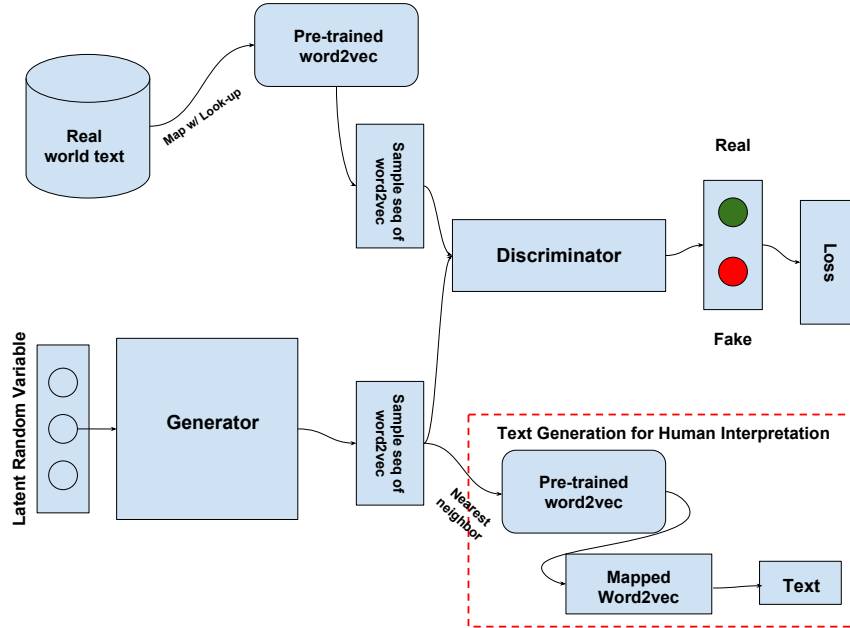 Pre-trained
word2vec
Real
world text
Map w/ Look-up
Sample seq of
word2vec
Real
Discriminator
Loss
Fake
Latent Random Variable
Generator
Sample seq of
word2vec
Text Generation for Human Interpretation
Pre-trained
word2vec
Nearest
neighbor
Mapped
Word2vec
Text